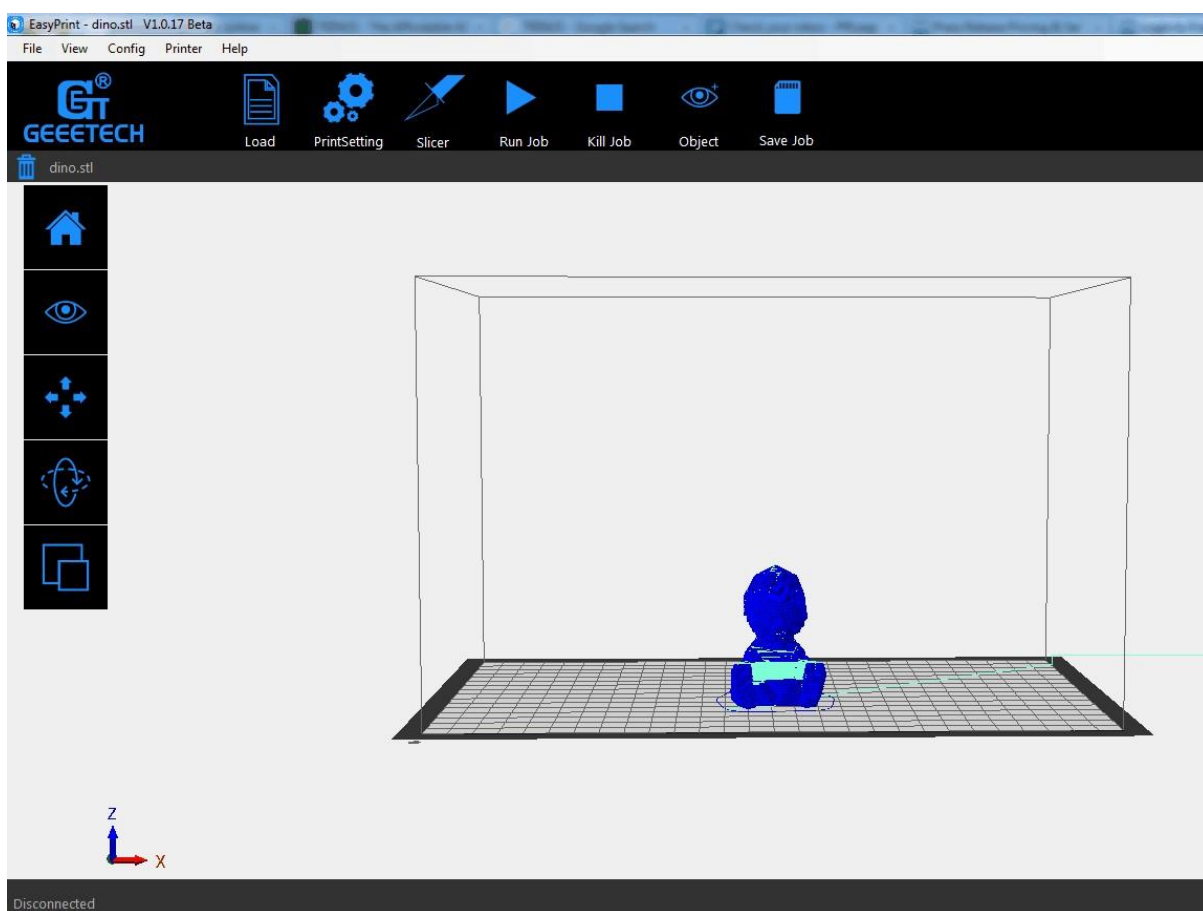 EasyPrint - dino.stl V1.0.17 Beta
File View Config Printer Help
GEEETECH
®
Load PrintSetting Slicer Run Job Kill Job Object Save Job
dino.stl
Z
X
Disconnected